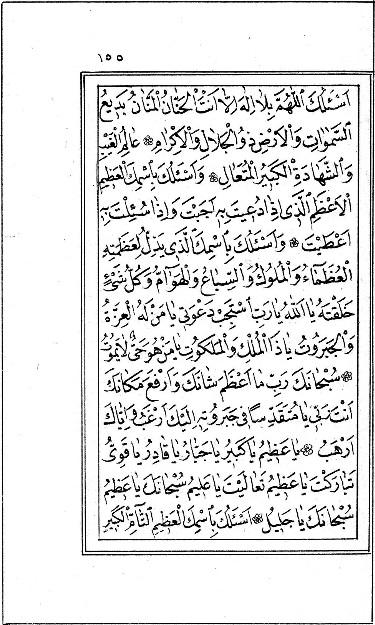 ١٥٥
اَسْئَلُكَ اللّٰهُمَّ بِلَا اِلٰهَ اِلَّا اَنْتَ الْحَنَّانُ الْمَنَّانُ بَدِيعُ
السَّمٰوَاتِ وَالْاَرْضِ ذُو الْجَلَالِ وَالْاِكْرَامِ ❁ عَالِمُ الْغَيْبِ
وَالشَّهَادَةِ الْكَبِيرُ الْمُتَعَالِ ❁ وَاَسْئَلُكَ بِاسْمِكَ الْعَظِيمِ
الْاَعْظَمِ الَّذِى اِذَا دُعِيتَ بِهِ اَجَبْتَ وَاِذَا سُئِلْتَ بِهِ
اَعْطَيْتَ ❁ وَاَسْئَلُكَ بِاسْمِكَ الَّذِى يَذِلُّ لِعَظَمَتِهِ
الْعُظَمَاءُ وَالْمُلُوكُ وَالسِّبَاعُ وَالْهَوَامُّ وَكُلُّ شَىْءٍ
خَلَقْتَهُ يَا اَللّٰهُ يَا رَبِّ اسْتَجِبْ دَعْوَتِى يَا مَنْ لَهُ الْعِزَّةُ
وَالْجَبَرُوتُ يَا ذَا الْمُلْكِ وَالْمَلَكُوتِ يَا مَنْ هُوَ حَىٌّ لَا يَمُوتُ
❁ سُبْحَانَكَ رَبِّ مَا اَعْظَمَ شَانَكَ وَاَرْفَعَ مَكَانَكَ
اَنْتَ رَبِّى يَا مُتَقَدِّسًا فِى جَبَرُوتِهِ اِلَيْكَ اَرْغَبُ وَاِيَّاكَ
اَرْهَبُ ❁ يَا عَظِيمُ يَا كَبِيرُ يَا جَبَّارُ يَا قَادِرُ يَا قَوِىُّ
تَبَارَكْتَ يَا عَظِيمُ تَعَالَيْتَ يَا عَلِيمُ سُبْحَانَكَ يَا عَظِيمُ
سُبْحَانَكَ يَا جَلِيلُ ❁ اَسْئَلُكَ بِاسْمِكَ الْعَظِيمِ التَّامِّ الْكَبِيرِ